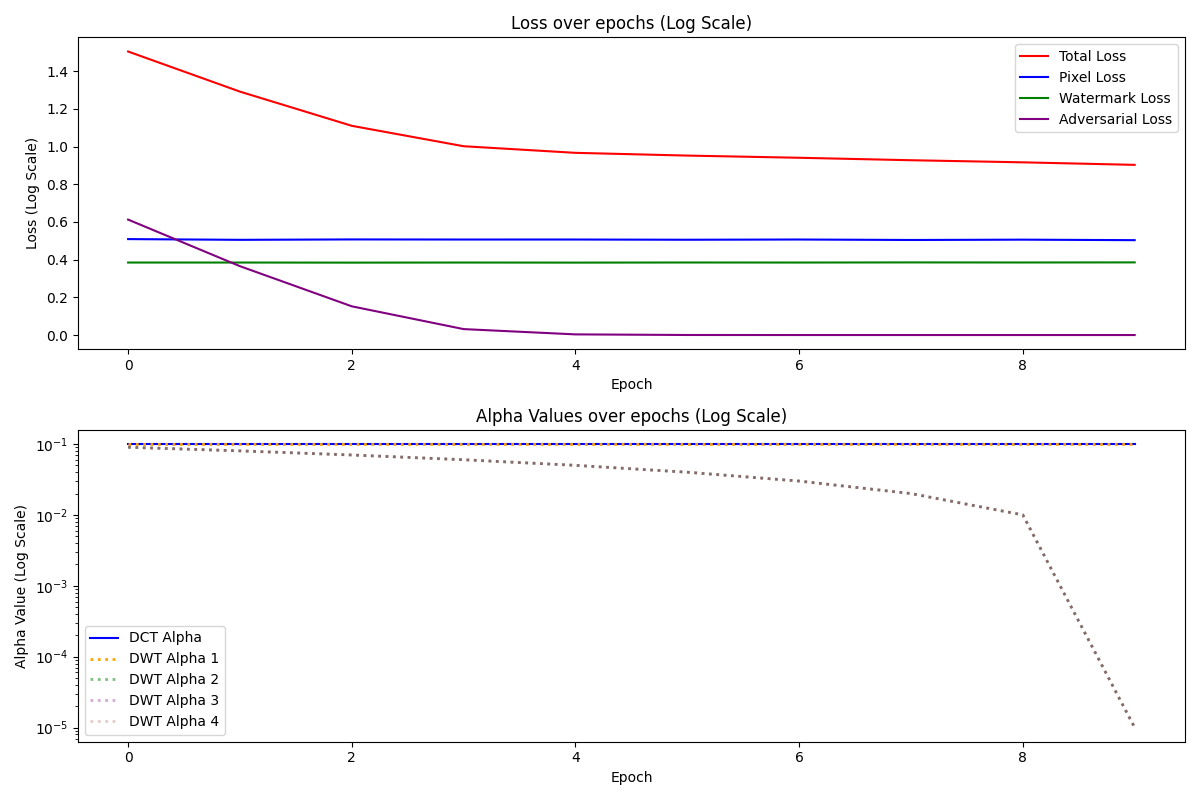 Loss over epochs (Log Scale)
Loss (Log Scale)
1.4
1.2
1.0
0.8
0.6
0.4
0.2
0.0
Total Loss
Pixel Loss
Watermark Loss
Adversarial Loss
0 2 4 6 8
Epoch
Alpha Values over epochs (Log Scale)
Alpha Value (Log Scale)
10⁻¹
10⁻²
10⁻³
10⁻⁴
10⁻⁵
DCT Alpha
DWT Alpha 1
DWT Alpha 2
DWT Alpha 3
DWT Alpha 4
0 2 4 6 8
Epoch